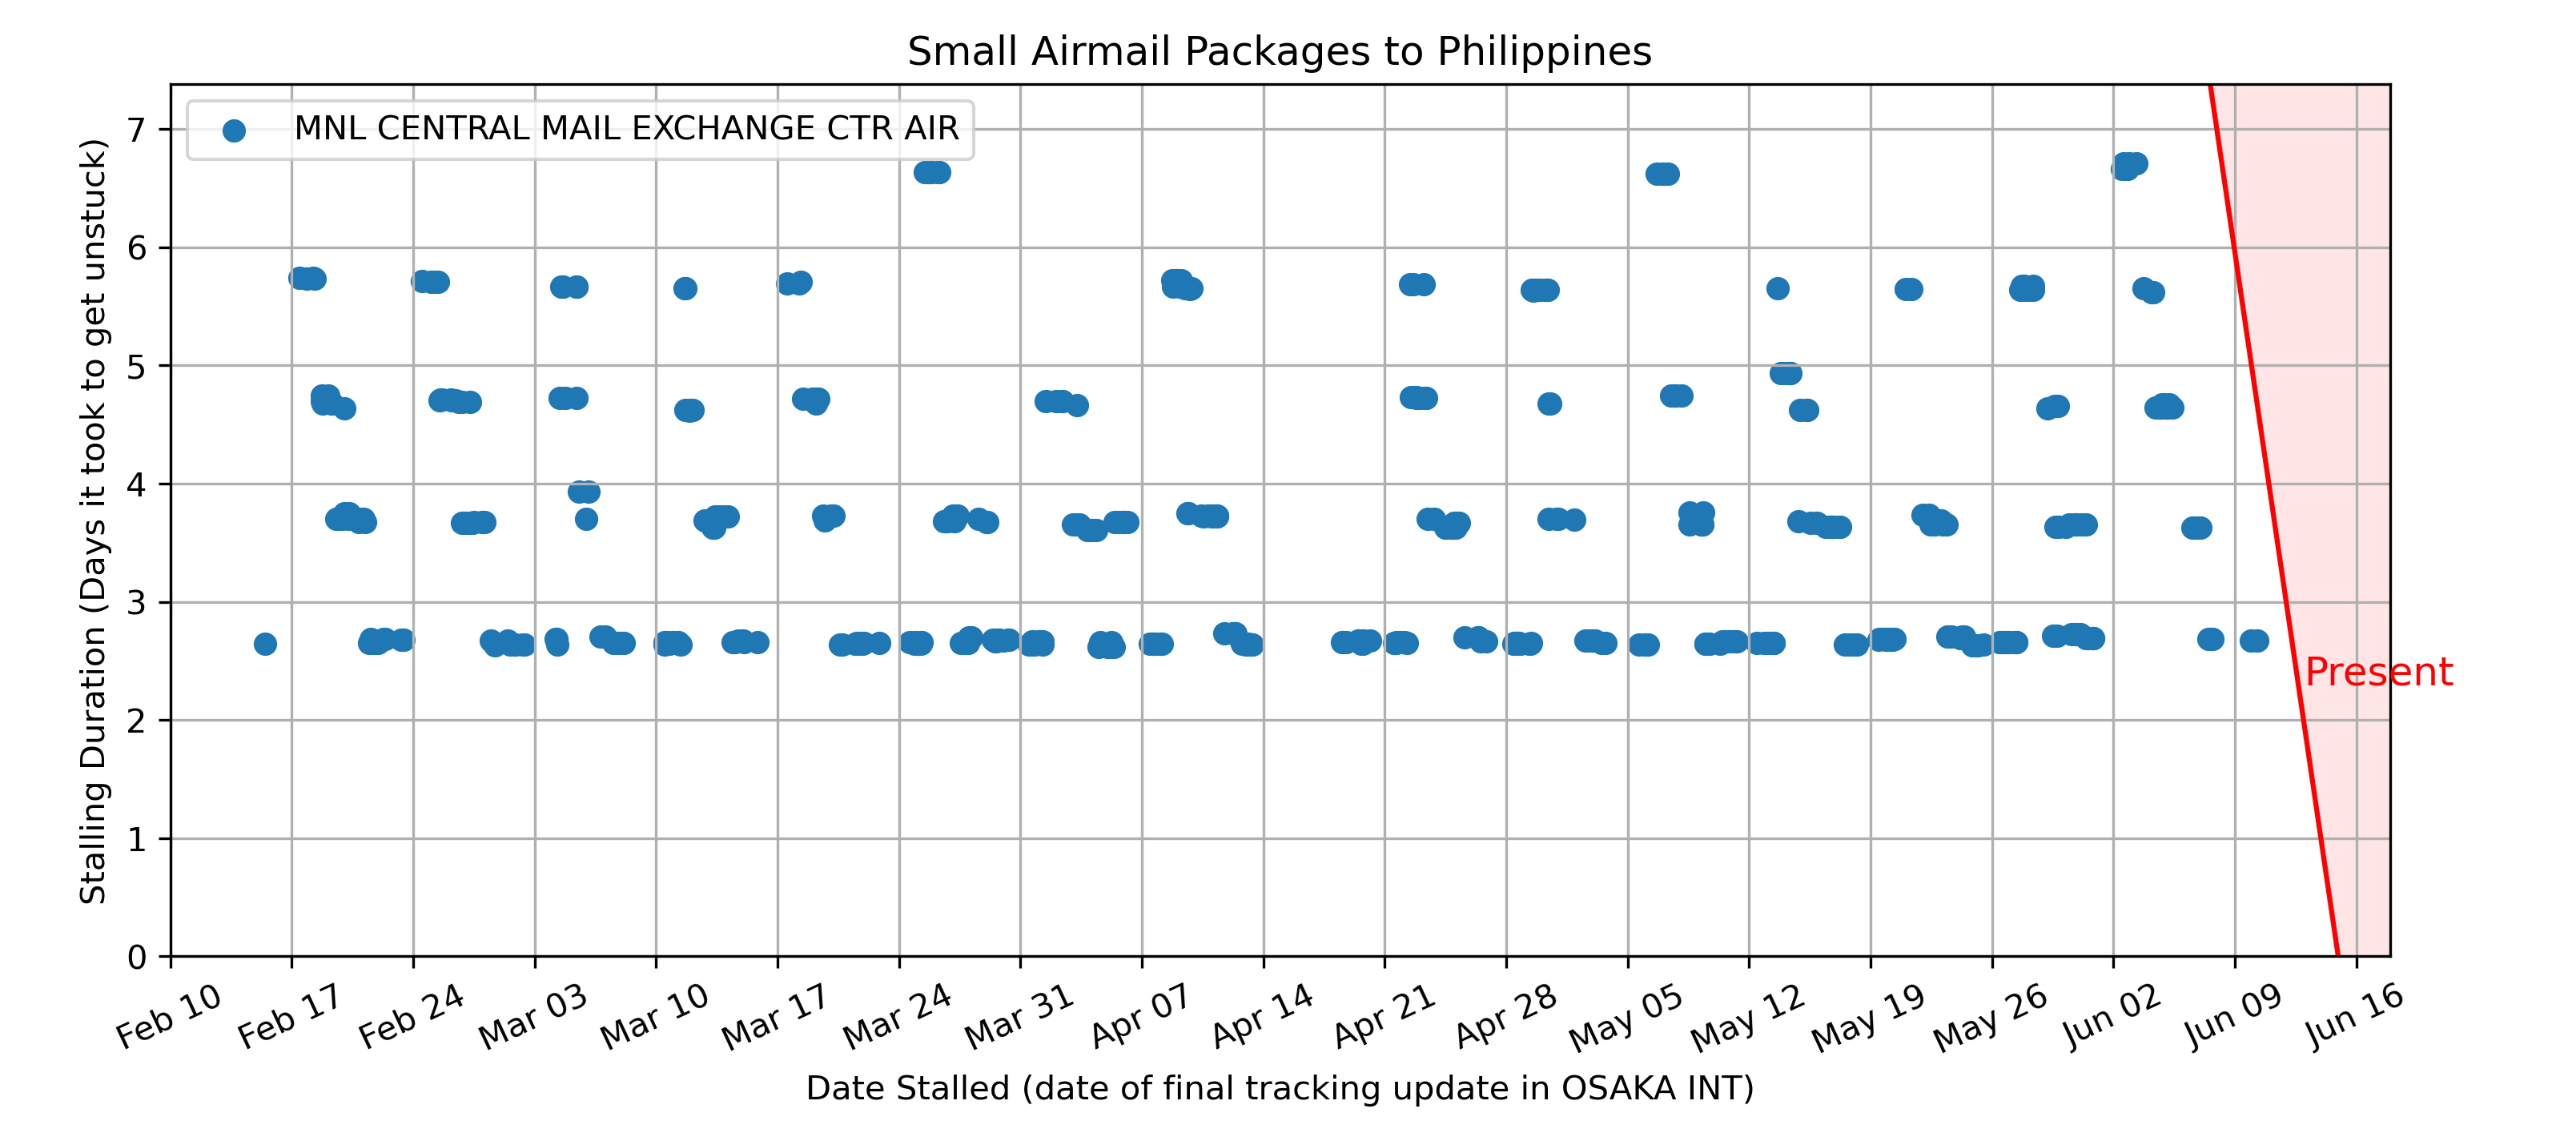 Small Airmail Packages to Philippines
MNL CENTRAL MAIL EXCHANGE CTR AIR
Stalling Duration (Days it took to get unstuck)
7
6
5
4
3
2
1
0
Present
Feb 10
Feb 17
Feb 24
Mar 03
Mar 10
Mar 17
Mar 24
Mar 31
Apr 07
Apr 14
Apr 21
Apr 28
May 05
May 12
May 19
May 26
Jun 02
Jun 09
Jun 16
Date Stalled (date of final tracking update in OSAKA INT)